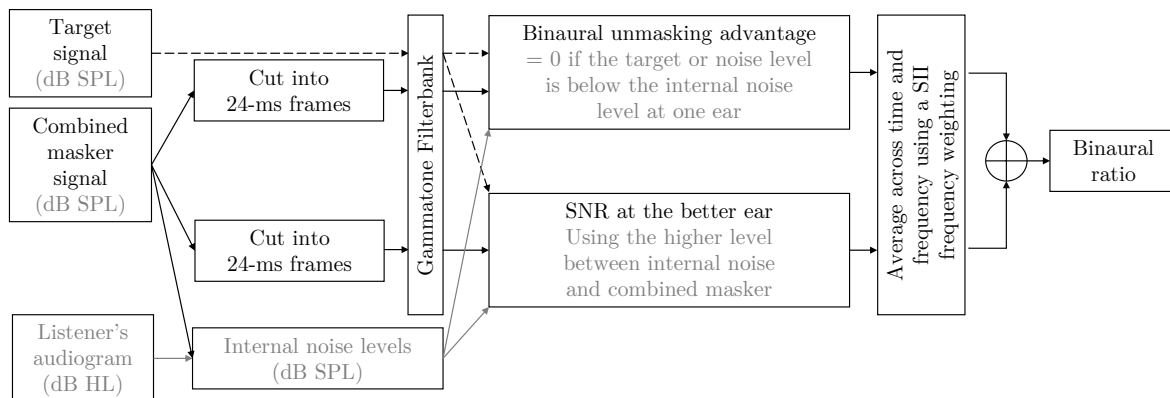 Target
signal
(dB SPL)
Combined
masker
signal
(dB SPL)
Listener's
audiogram
(dB HL)
Cut into
24-ms frames
Cut into
24-ms frames
Internal noise levels
(dB SPL)
Gammatone Filterbank
Binaural unmasking advantage
= 0 if the target or noise level
is below the internal noise
level at one ear
SNR at the better ear
Using the higher level
between internal noise
and combined masker
Average across time and
frequency using a SII
frequency weighting
Binaural
ratio